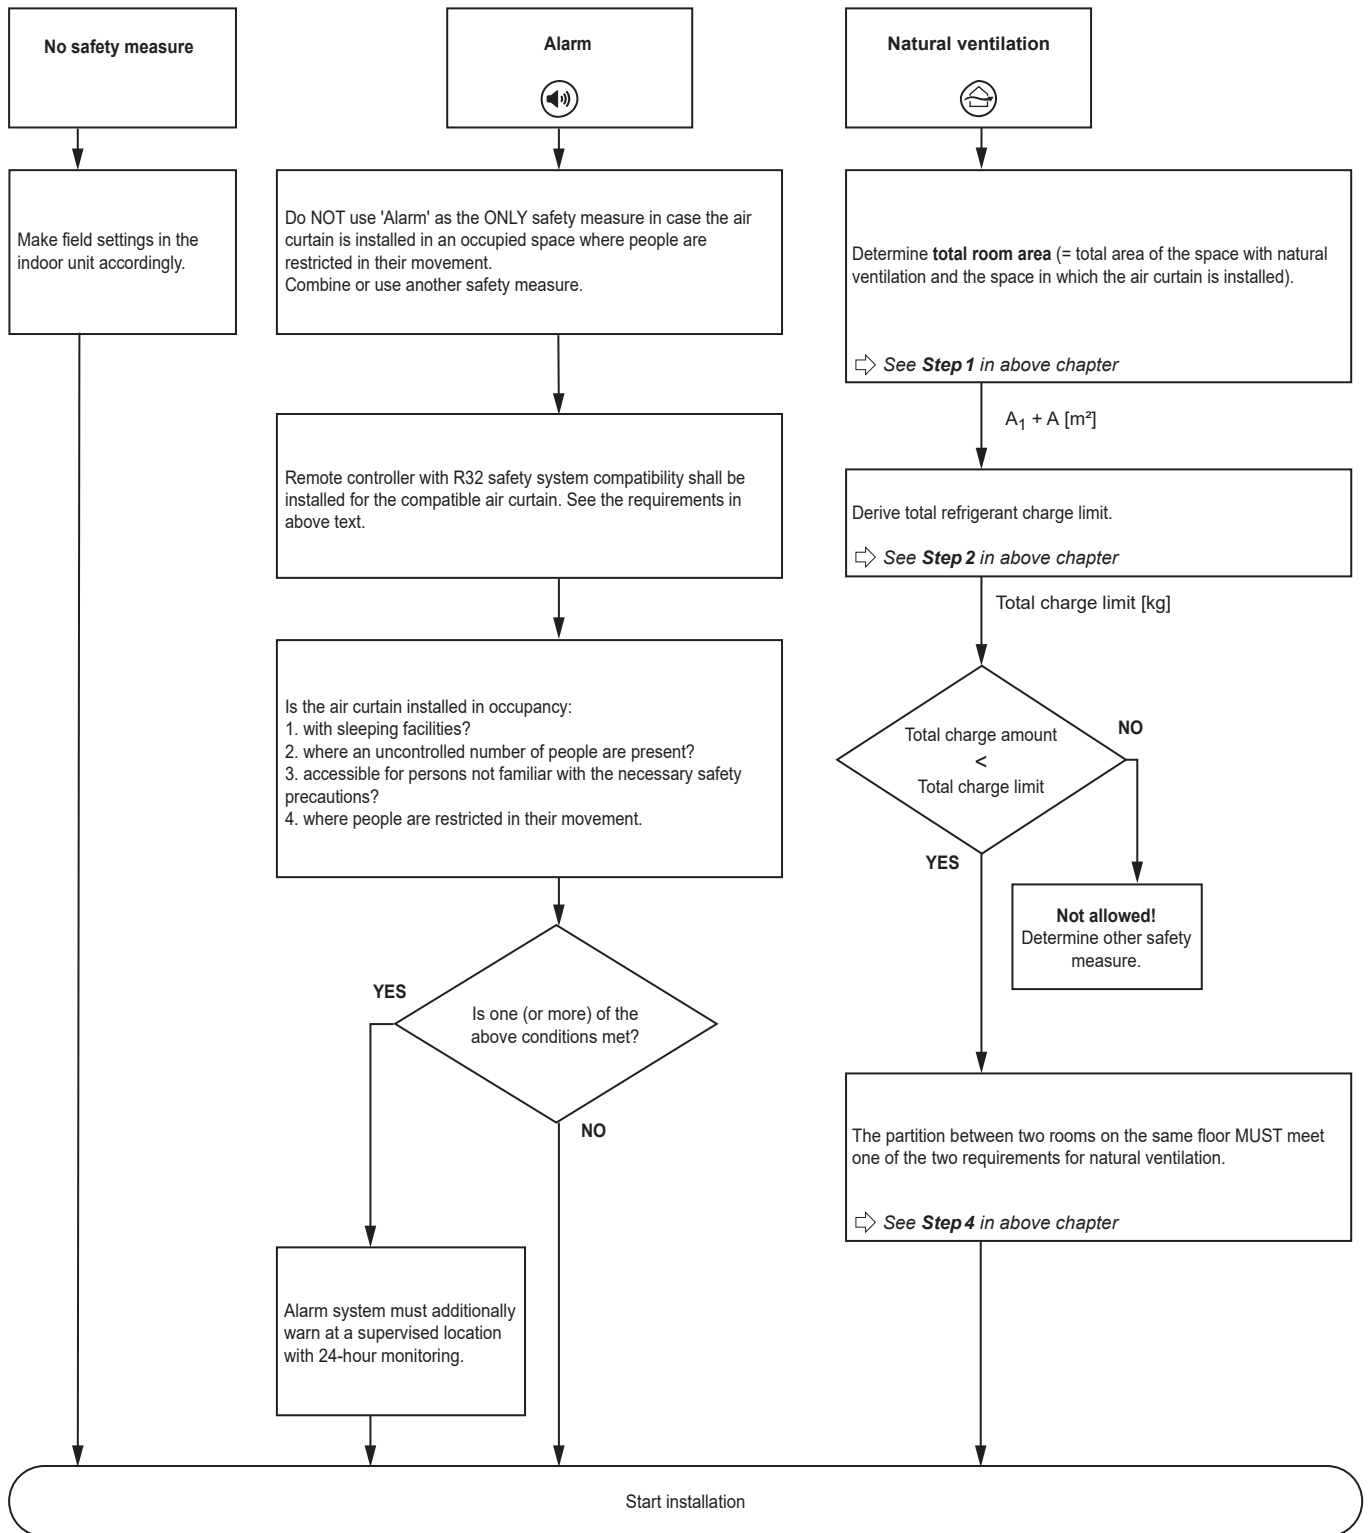 No safety measure
Make field settings in the
indoor unit accordingly.
Alarm
Do NOT use 'Alarm' as the ONLY safety measure in case the air
curtain is installed in an occupied space where people are
restricted in their movement.
Combine or use another safety measure.
Remote controller with R32 safety system compatibility shall be
installed for the compatible air curtain. See the requirements in
above text.
Is the air curtain installed in occupancy:
1. with sleeping facilities?
2. where an uncontrolled number of people are present?
3. accessible for persons not familiar with the necessary safety
precautions?
4. where people are restricted in their movement.
Is one (or more) of the
above conditions met?
YES
NO
Alarm system must additionally
warn at a supervised location
with 24-hour monitoring.
Natural ventilation
Determine total room area (= total area of the space with natural
ventilation and the space in which the air curtain is installed).
See Step 1 in above chapter
A₁ + A [m²]
Derive total refrigerant charge limit.
See Step 2 in above chapter
Total charge limit [kg]
Total charge amount
<
Total charge limit
NO
YES
Not allowed!
Determine other safety
measure.
The partition between two rooms on the same floor MUST meet
one of the two requirements for natural ventilation.
See Step 4 in above chapter
Start installation